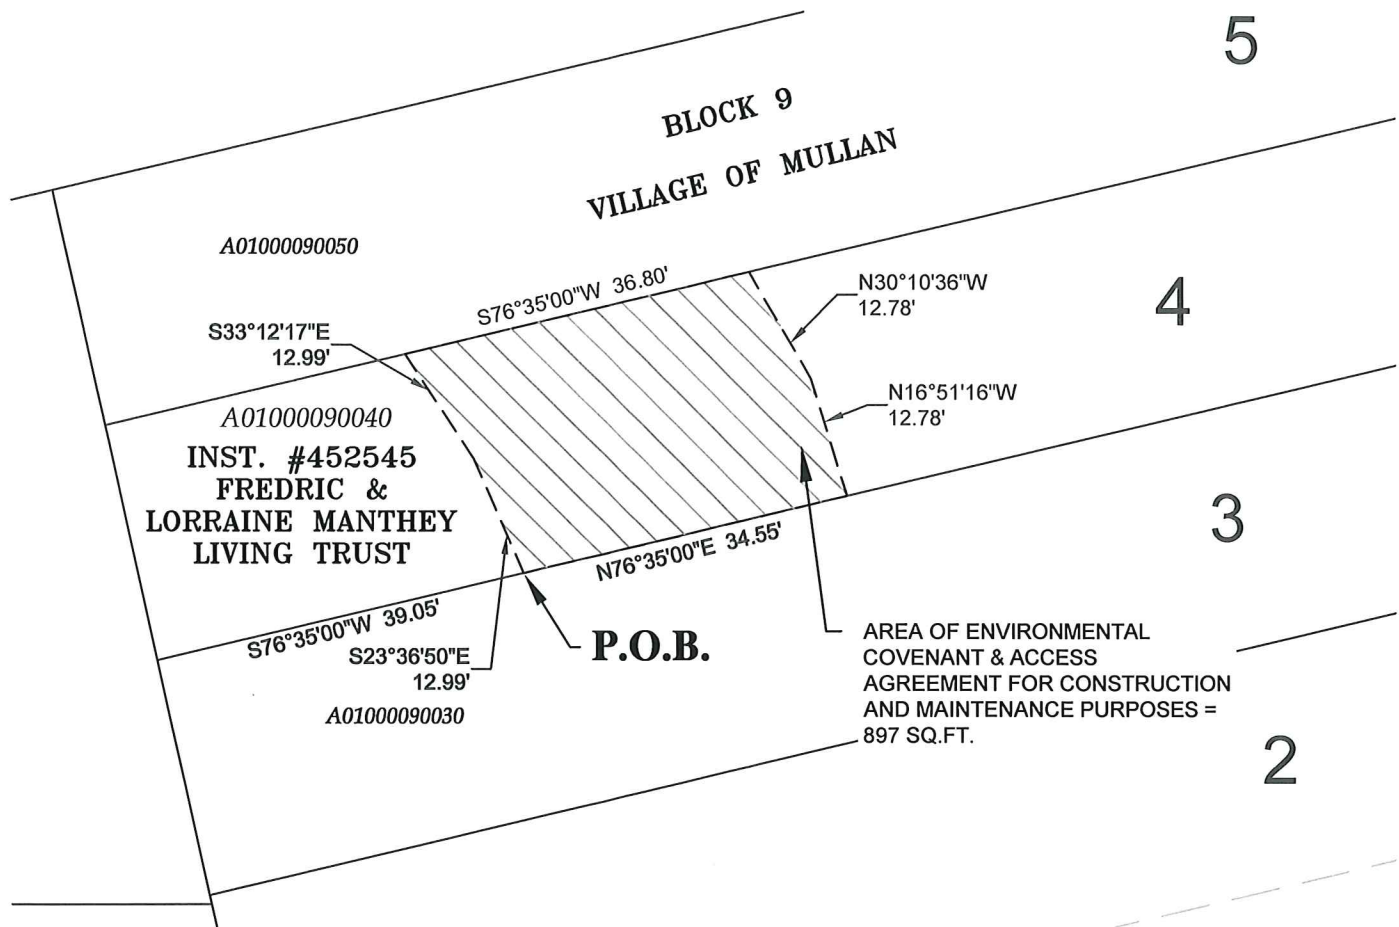 5
BLOCK 9
VILLAGE OF MULLAN
A01000090050
S76°35'00"W 36.80'
N30°10'36"W
12.78'
4
S33°12'17"E
12.99'
N16°51'16"W
12.78'
A01000090040
INST. #452545
FREDRIC &
LORRAINE MANTHEY
LIVING TRUST
3
N76°35'00"E 34.55'
S76°35'00"W 39.05'
P.O.B.
S23°36'50"E
12.99'
A01000090030
AREA OF ENVIRONMENTAL
COVENANT & ACCESS
AGREEMENT FOR CONSTRUCTION
AND MAINTENANCE PURPOSES =
897 SQ.FT.
2